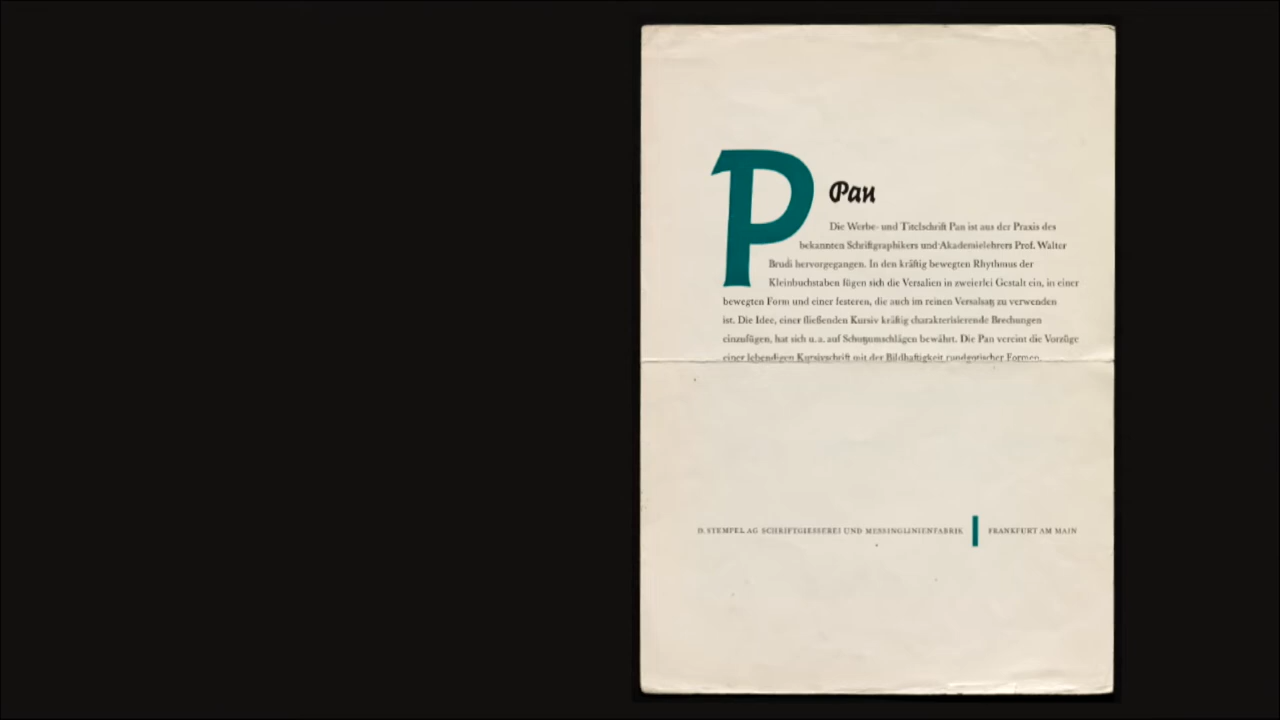 P
Pan
Die Werbe- und Titelschrift Pan ist aus der Praxis des
bekannten Schriftgraphikers und Akademielehrers Prof. Walter
Brudi hervorgegangen. In den kräftig bewegten Rhythmus der
Kleinbuchstaben fügen sich die Versalien in zweierlei Gestalt ein, in einer
bewegten Form und einer festeren, die auch im reinen Versalsatz zu verwenden
ist. Die Idee, einer fließenden Kursiv kräftig charakterisierende Brechungen
einzufügen, hat sich u. a. auf Schutzumschlägen bewährt. Die Pan vereint die Vorzüge
einer lebendigen Kursivschrift mit der Bildhaftigkeit rundgotischer Formen.
D. STEMPEL AG SCHRIFTGIESSEREI UND MESSINGLINIENFABRIK FRANKFURT AM MAIN